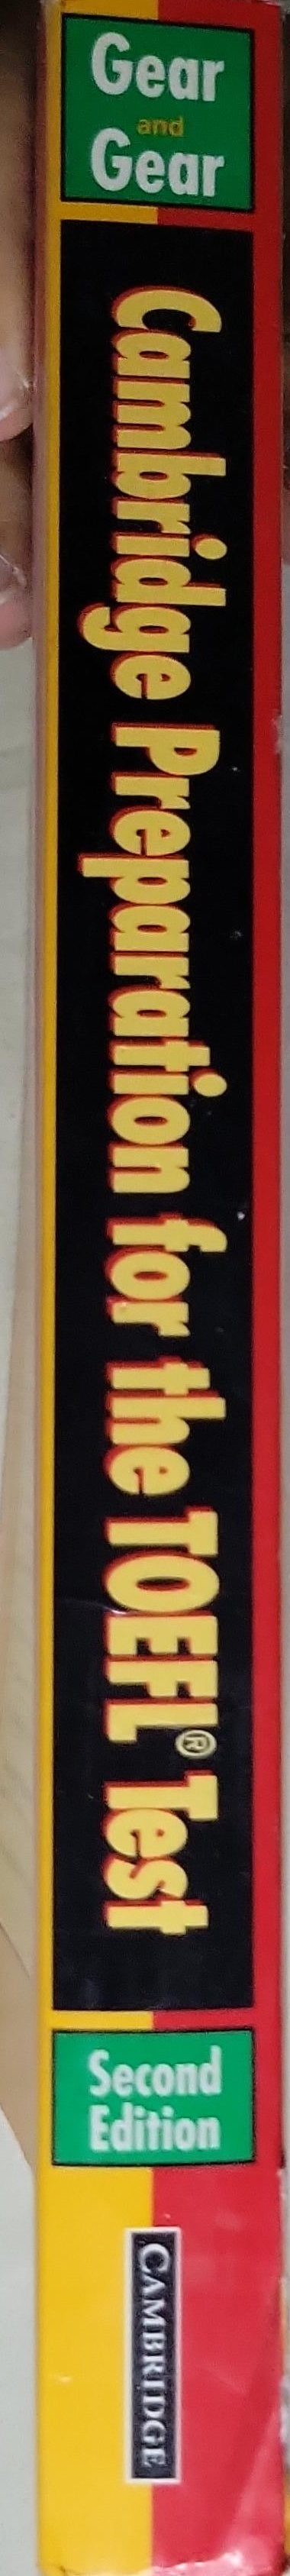 Gear
and
Gear
Cambridge Preparation for the TOEFL® Test
Second
Edition
CAMBRIDGE